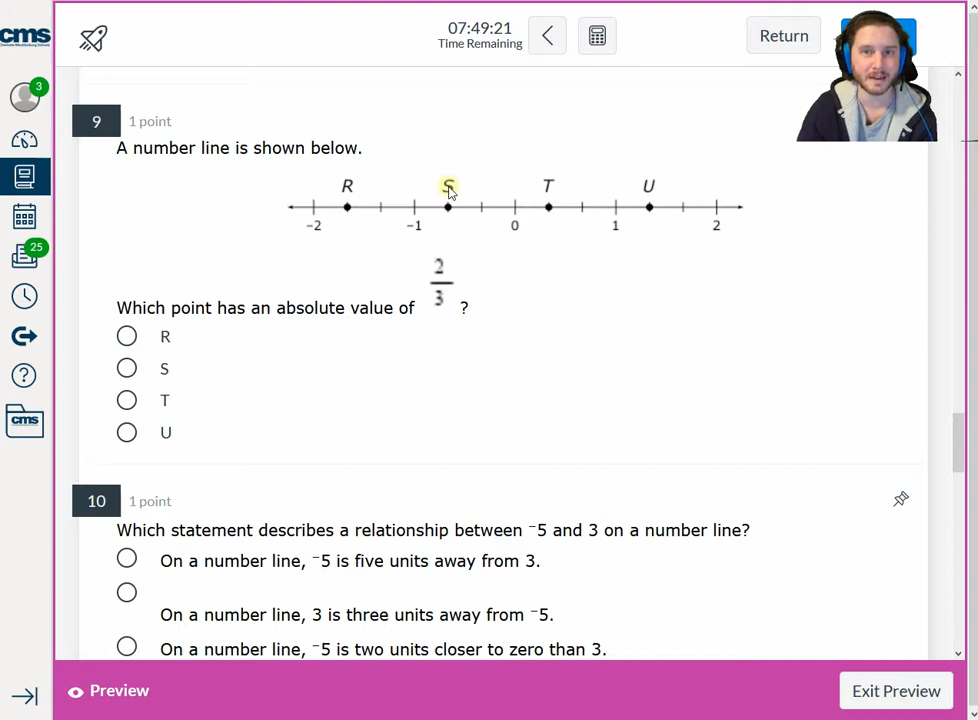 cms
Charlotte-Mecklenburg Schools
07:49:21
Time Remaining
Return
3
9
1 point
A number line is shown below.
R S T U
-2 -1 0 1 2
2
3
Which point has an absolute value of ?
R
S
T
U
25
cms
10
1 point
Which statement describes a relationship between ⁻5 and 3 on a number line?
On a number line, ⁻5 is five units away from 3.
On a number line, 3 is three units away from ⁻5.
On a number line, ⁻5 is two units closer to zero than 3.
Preview
Exit Preview